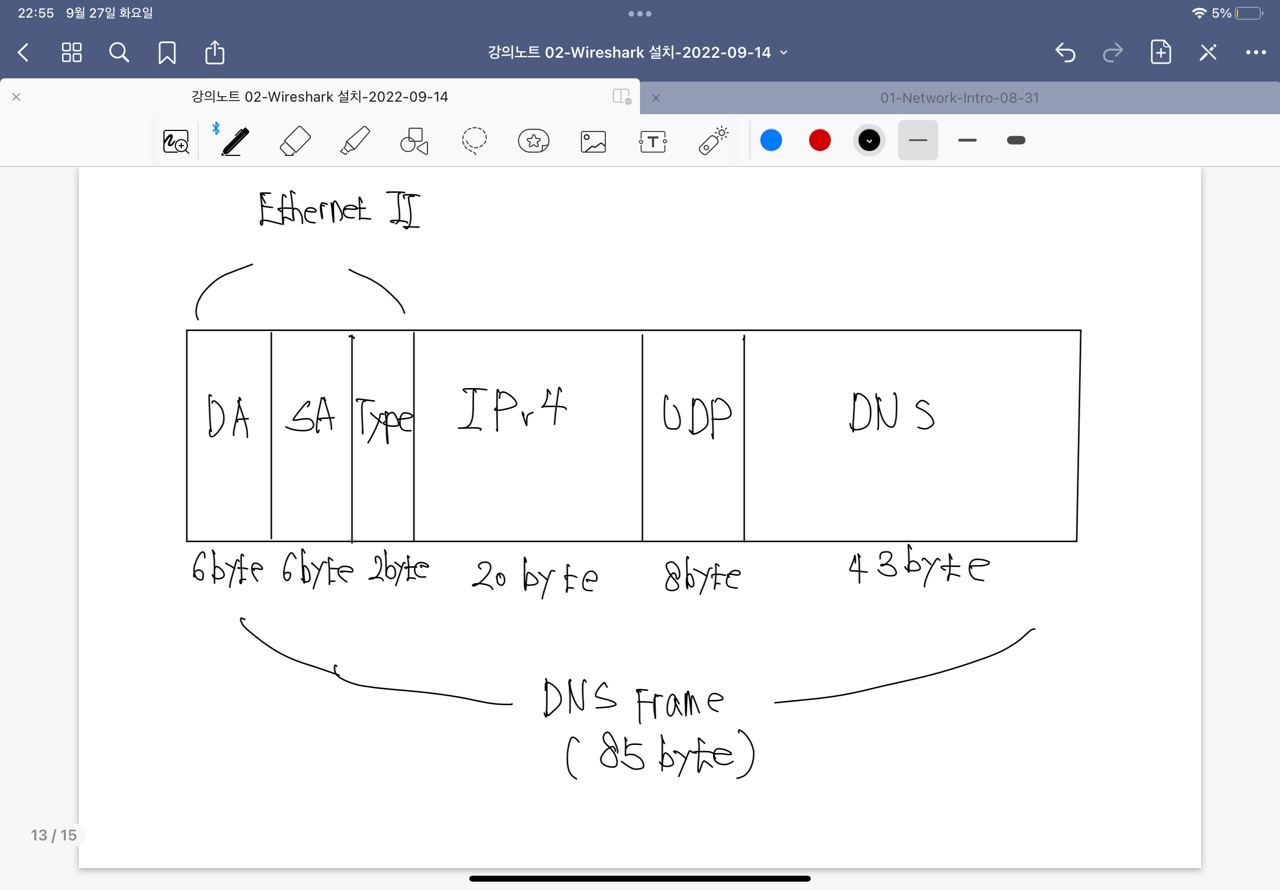 22:55 9월 27일 화요일
5%
강의노트 02-Wireshark 설치-2022-09-14
강의노트 02-Wireshark 설치-2022-09-14
01-Network-Intro-08-31
T
Ethernet II
DA SA Type IPv4 UDP DNS
6byte 6byte 2byte 20 byte 8byte 43byte
DNS Frame
(85 byte)
13 / 15